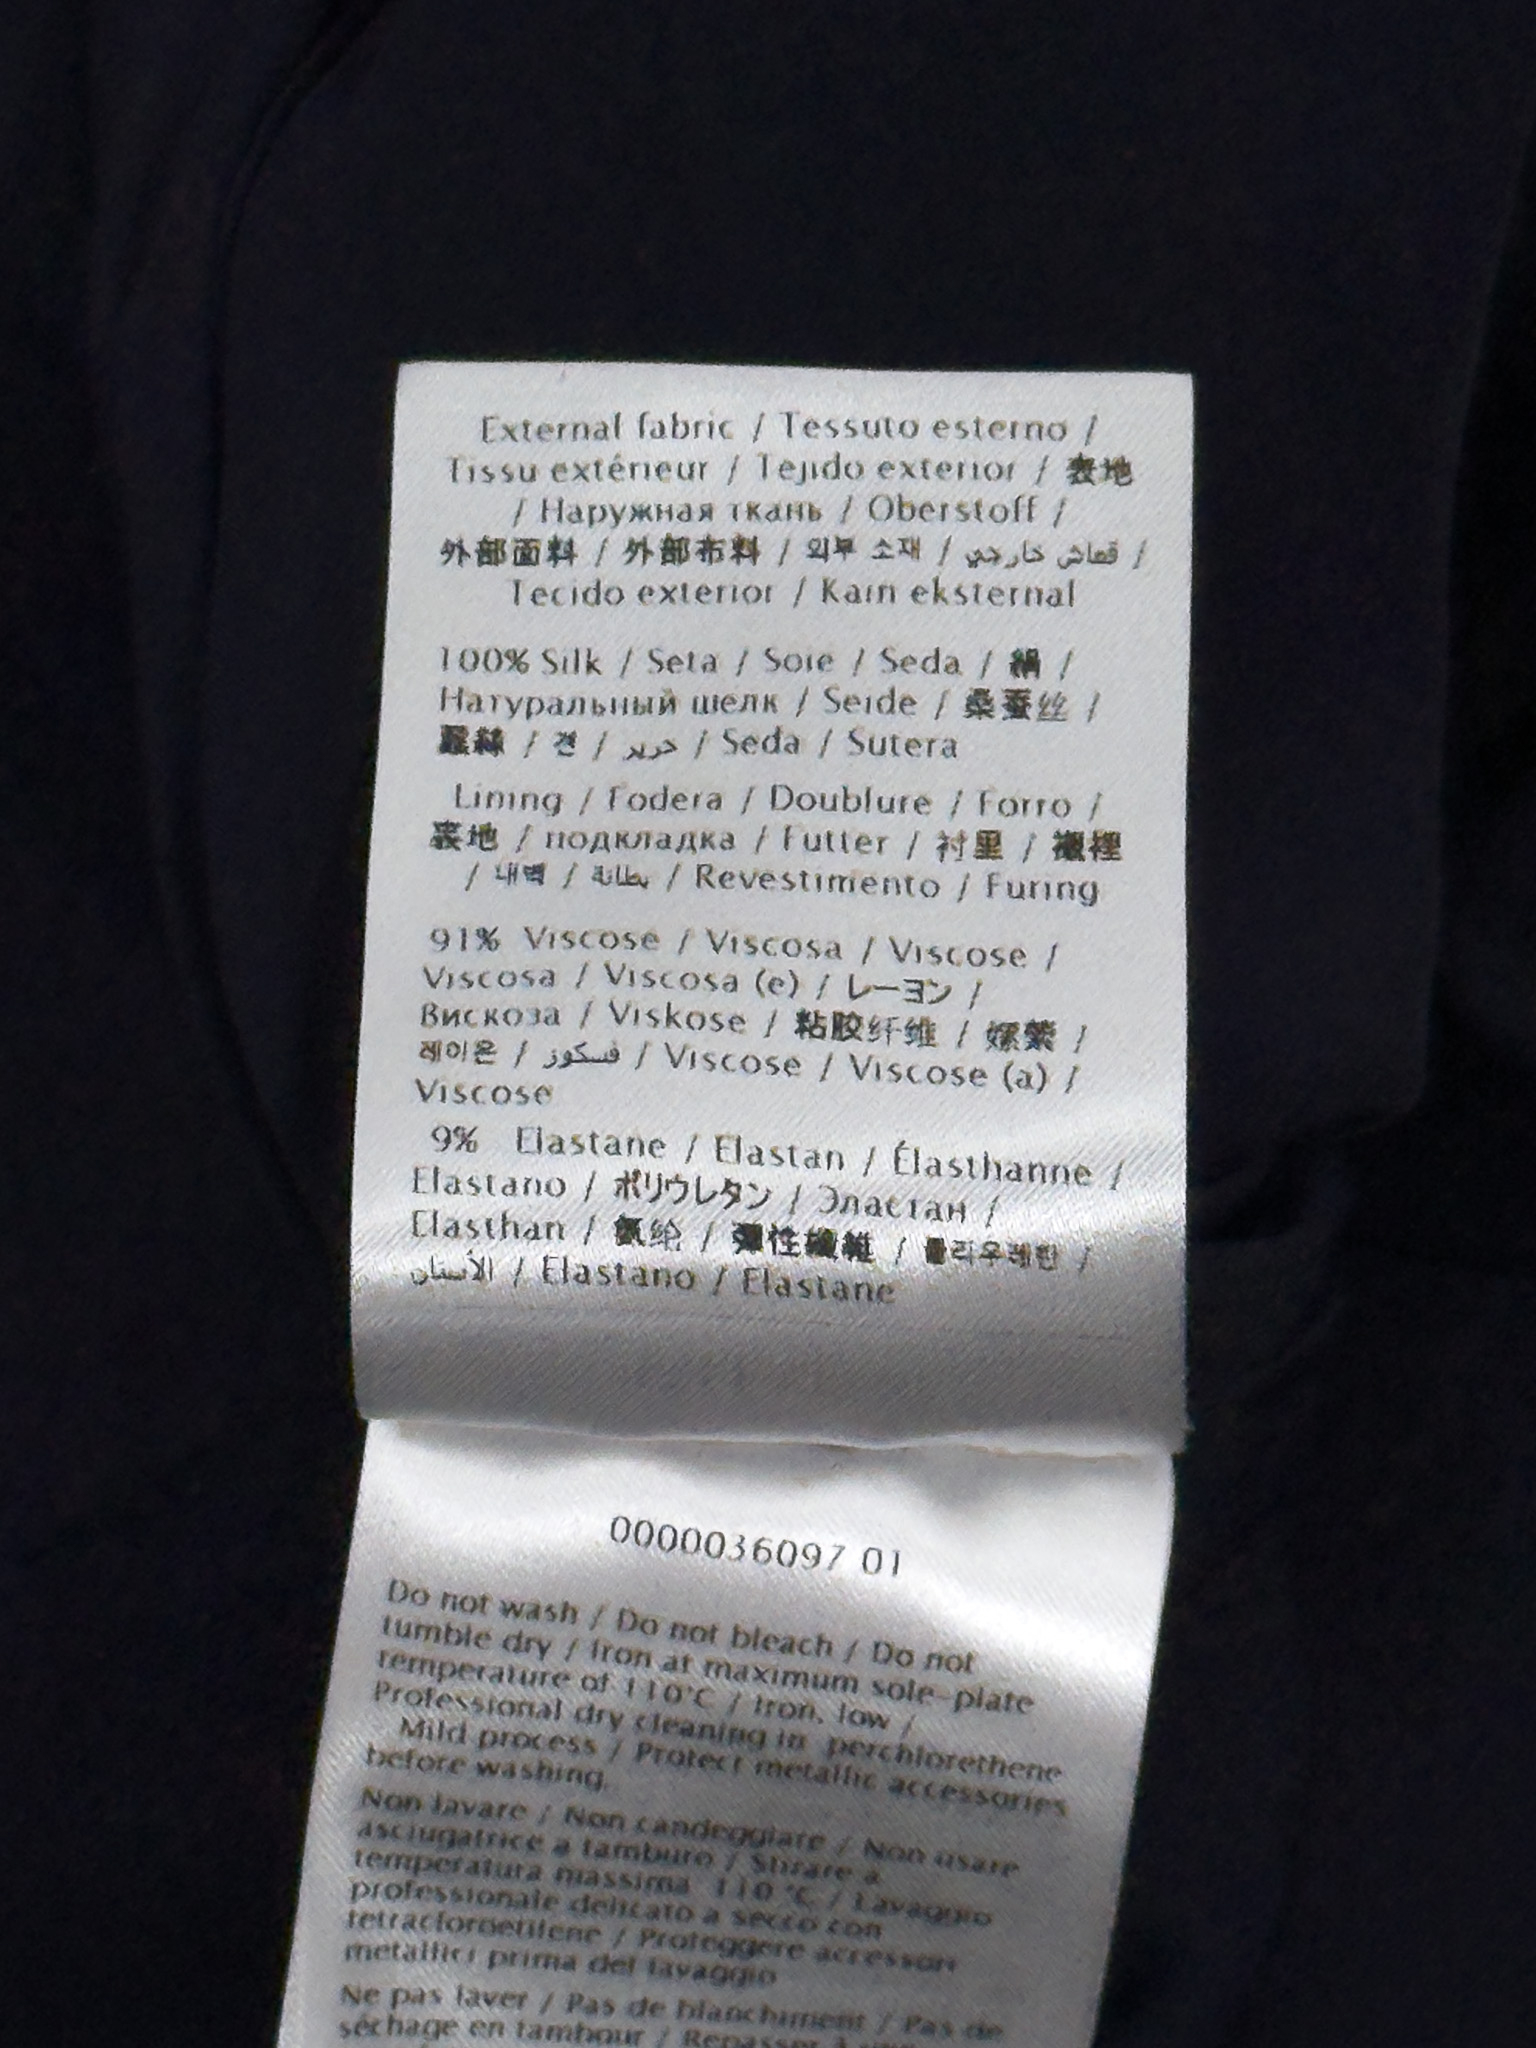 External fabric / Tessuto esterno /
Tissu extérieur / Tejido exterior / 表地
/ Наружная ткань / Oberstoff /
外部面料 / 外部布料 / 외부 소재 / قماش خارجي /
Tecido exterior / Kain eksternal
100% Silk / Seta / Soie / Seda / 絹 /
Натуральный шелк / Seide / 桑蚕丝 /
蠶絲 / 견 / حرير / Seda / Sutera
Lining / Fodera / Doublure / Forro /
裏地 / подкладка / Futter / 衬里 / 襯裡
/ 내벽 / بطانة / Revestimento / Furing
91% Viscose / Viscosa / Viscose /
Viscosa / Viscosa (e) / レーヨン /
Вискоза / Viskose / 粘胶纤维 / 嫘縈 /
레이온 / فسكوز / Viscose / Viscose (a) /
Viscose
9% Elastane / Elastan / Élasthanne /
Elastano / ポリウレタン / Эластан /
Elasthan / 氨纶 / 彈性纖維 / 폴리우레탄 /
الأستان / Elastano / Elastane
0000036097 01
Do not wash / Do not bleach / Do not
tumble dry / Iron at maximum sole-plate
temperature of 110°C / Iron, low /
Professional dry cleaning in perchlorethene
Mild process / Protect metallic accessories
before washing.
Non lavare / Non candeggiare / Non usare
asciugatrice a tamburo / Stirare a
temperatura massima 110 °C / Lavaggio
professionale delicato a secco con
tetracloroetilene / Proteggere accessori
metallici prima del lavaggio
Ne pas laver / Pas de blanchiment / Pas de
séchage en tambour / Repasser à